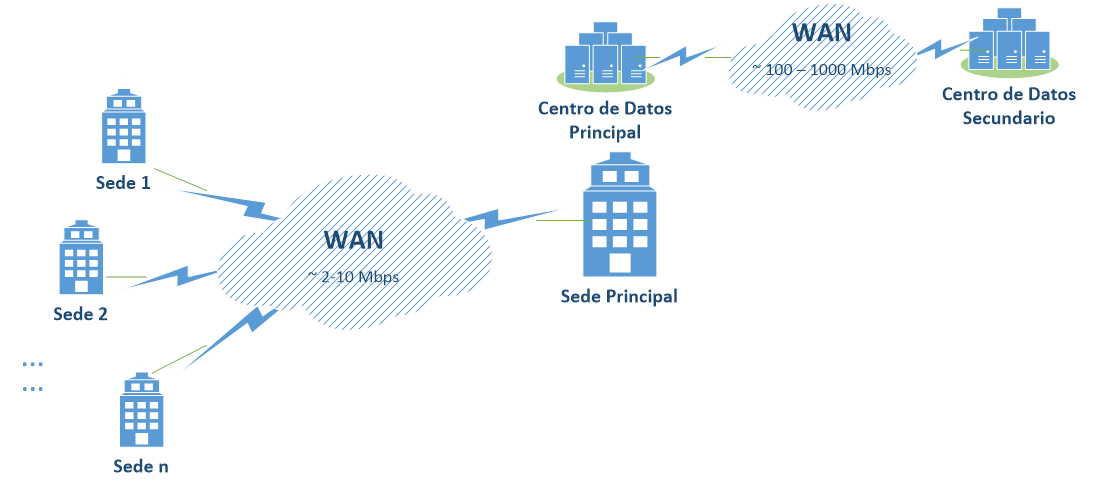 WAN
~ 100 – 1000 Mbps
Centro de Datos
Principal
Centro de Datos
Secundario
Sede 1
WAN
~ 2-10 Mbps
Sede Principal
Sede 2
...
...
Sede n